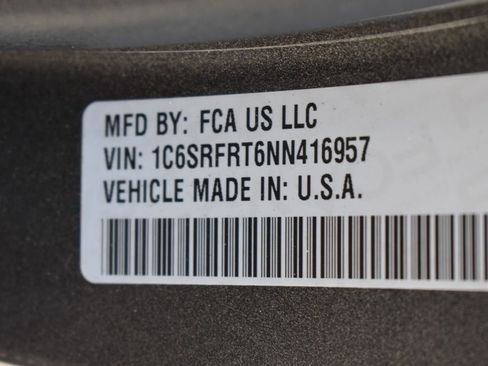 MFD BY: FCA US LLC
VIN: 1C6SRFRT6NN416957
VEHICLE MADE IN: U.S.A.